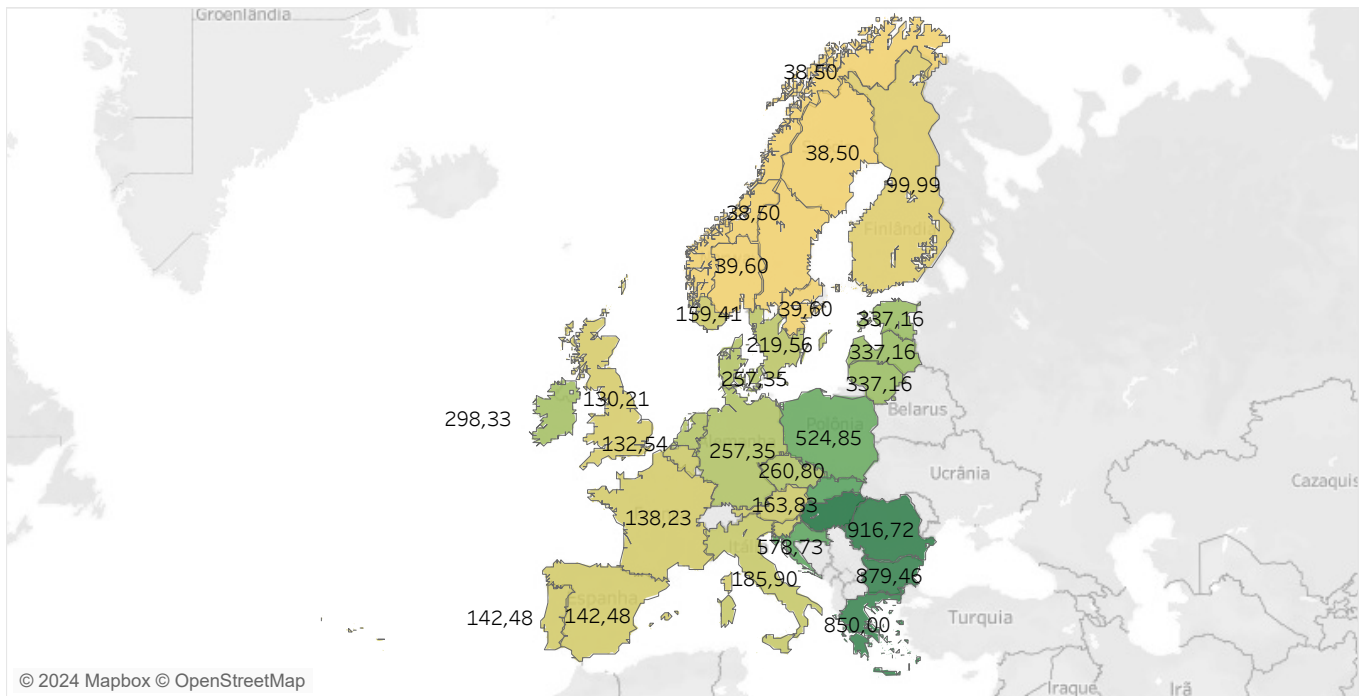 Groenlândia
38,50
38,50
99,99
38,50
Finlândia
39,60
159,41
39,60
337,16
219,56
337,16
257,35
337,16
130,21
Belarus
298,33
Polônia
132,54
524,85
257,35
260,80
Ucrânia
Cazaquis
163,83
138,23
916,72
578,73
185,90
879,46
Espanha
142,48
142,48
850,00
Turquia
© 2024 Mapbox © OpenStreetMap
Iraque
Irã